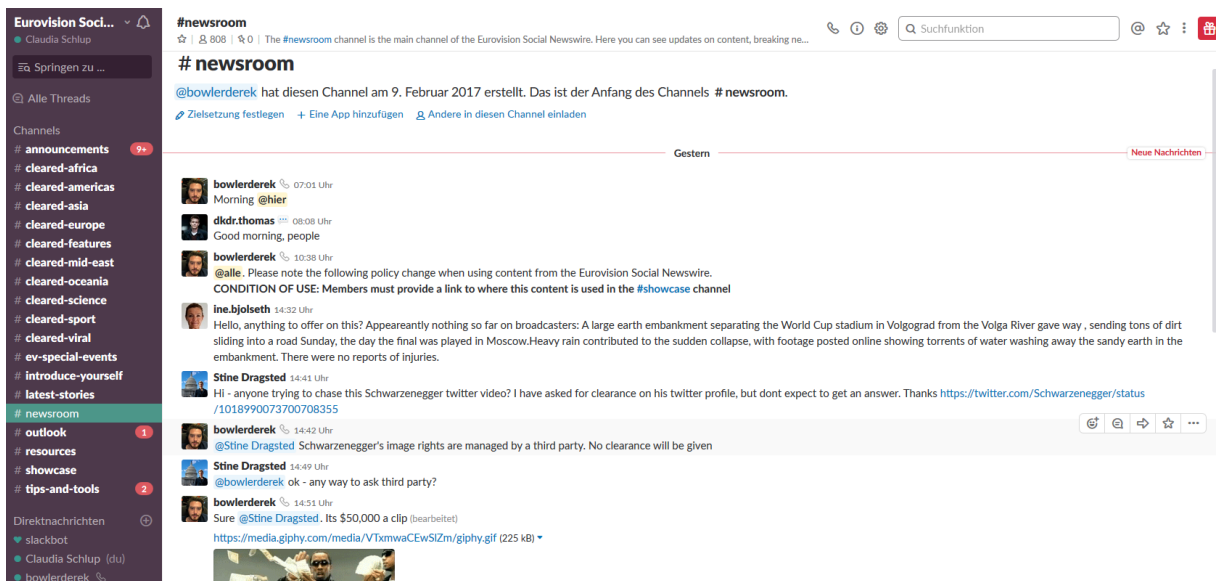 Eurovision Soci...
Claudia Schlup
Springen zu ...
Alle Threads
Channels
# announcements 9+
# cleared-africa
# cleared-americas
# cleared-asia
# cleared-europe
# cleared-features
# cleared-mid-east
# cleared-oceania
# cleared-science
# cleared-sport
# cleared-viral
# ev-special-events
# introduce-yourself
# latest-stories
# newsroom
# outlook 1
# resources
# showcase
# tips-and-tools 2
Direktnachrichten
slackbot
Claudia Schlup (du)
bowlerderek
#newsroom
808 | 0 | The #newsroom channel is the main channel of the Eurovision Social Newswire. Here you can see updates on content, breaking ne...
Suchfunktion
# newsroom
@bowlerderek hat diesen Channel am 9. Februar 2017 erstellt. Das ist der Anfang des Channels # newsroom.
Zielsetzung festlegen + Eine App hinzufügen Andere in diesen Channel einladen
Gestern
Neue Nachrichten
bowlerderek 07:01 Uhr
Morning @hier
dkdr.thomas 08:08 Uhr
Good morning, people
bowlerderek 10:38 Uhr
@alle. Please note the following policy change when using content from the Eurovision Social Newswire.
CONDITION OF USE: Members must provide a link to where this content is used in the #showcase channel
ine.bjolseth 14:32 Uhr
Hello, anything to offer on this? Appeareantly nothing so far on broadcasters: A large earth embankment separating the World Cup stadium in Volgograd from the Volga River gave way , sending tons of dirt
sliding into a road Sunday, the day the final was played in Moscow.Heavy rain contributed to the sudden collapse, with footage posted online showing torrents of water washing away the sandy earth in the
embankment. There were no reports of injuries.
Stine Dragsted 14:41 Uhr
Hi - anyone trying to chase this Schwarzenegger twitter video? I have asked for clearance on his twitter profile, but dont expect to get an answer. Thanks https://twitter.com/Schwarzenegger/status
/1018990073700708355
bowlerderek 14:42 Uhr
@Stine Dragsted Schwarzenegger's image rights are managed by a third party. No clearance will be given
Stine Dragsted 14:49 Uhr
@bowlerderek ok - any way to ask third party?
bowlerderek 14:51 Uhr
Sure @Stine Dragsted. Its $50,000 a clip (bearbeitet)
https://media.giphy.com/media/VTxmwaCEwSlZm/giphy.gif (225 kB)